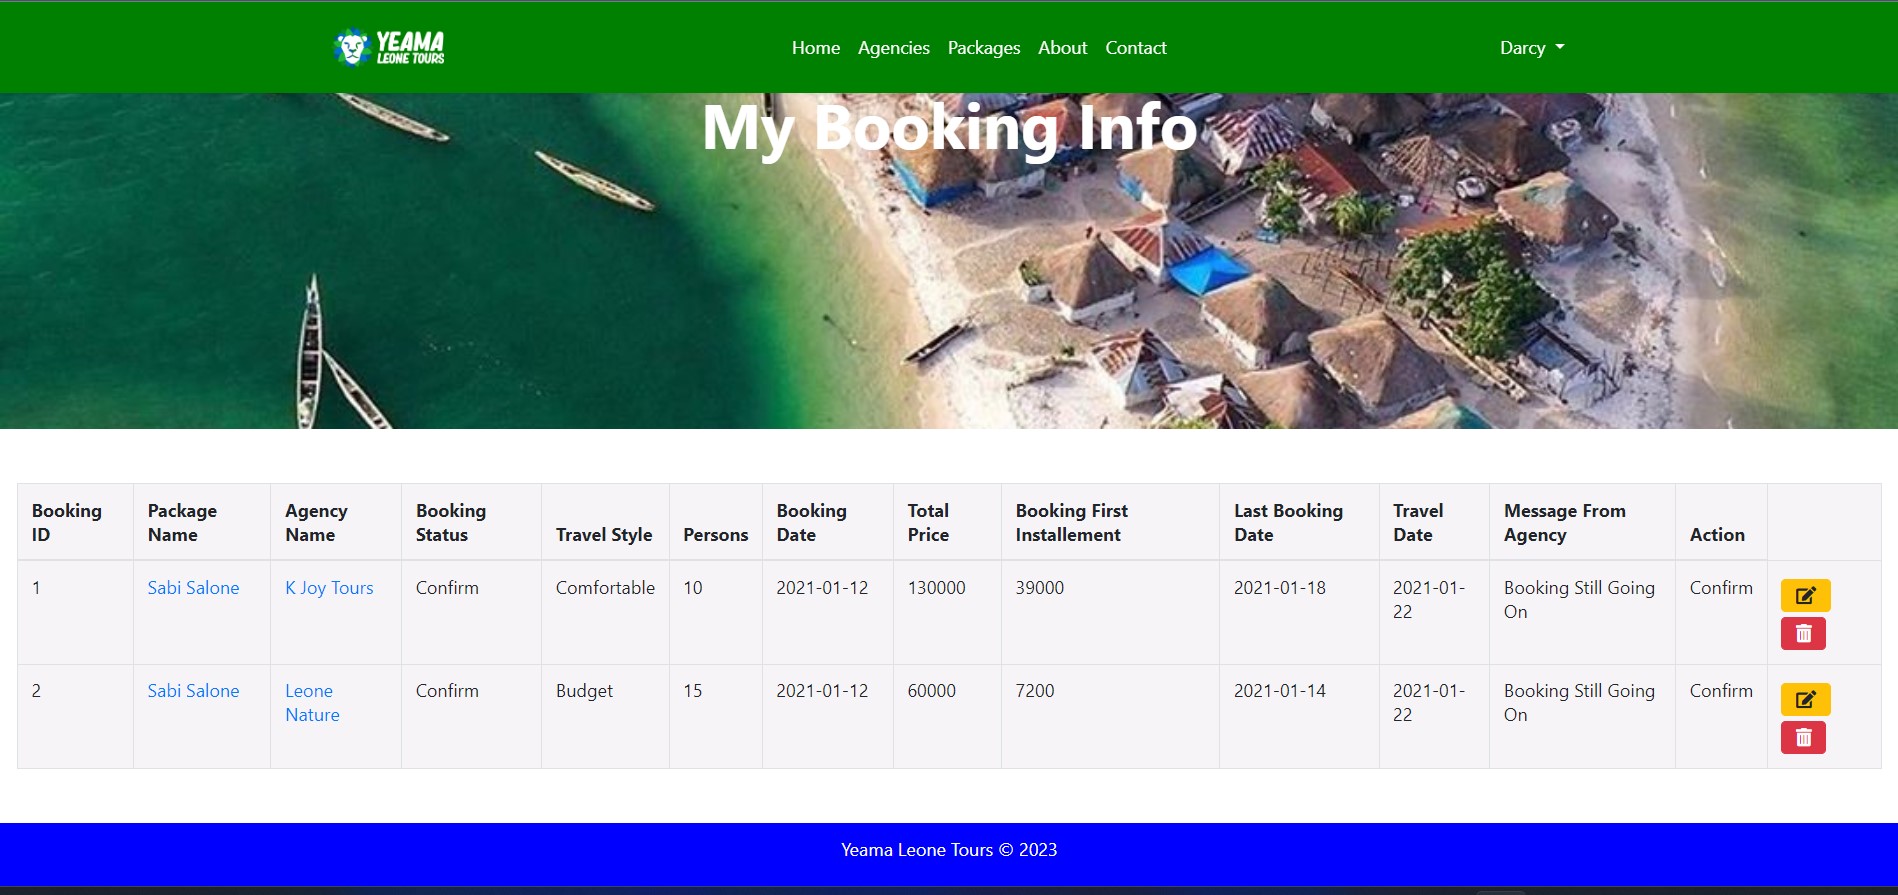 YEAMA
LEONE TOURS
Home Agencies Packages About Contact Darcy
My Booking Info
Booking ID Package Name Agency Name Booking Status Travel Style Persons Booking Date Total Price Booking First Installement Last Booking Date Travel Date Message From Agency Action
1 Sabi Salone K Joy Tours Confirm Comfortable 10 2021-01-12 130000 39000 2021-01-18 2021-01-22 Booking Still Going On Confirm
2 Sabi Salone Leone Nature Confirm Budget 15 2021-01-12 60000 7200 2021-01-14 2021-01-22 Booking Still Going On Confirm
Yeama Leone Tours © 2023